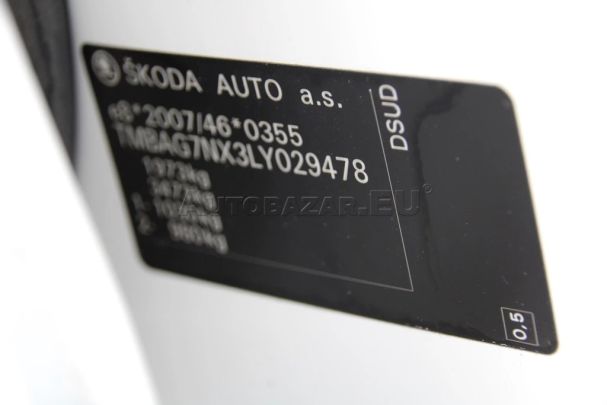 ŠKODA AUTO a.s.
e8*2007/46*0355
TMBAG7NX3LY029478
1973kg
DSUD
0,5
AUTOBAZAR.EU